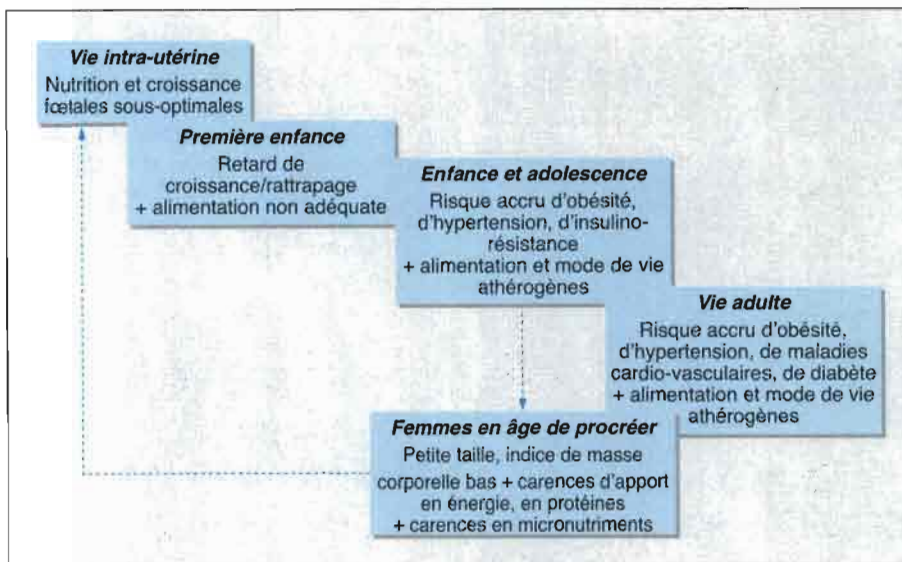 Vie intra-utérine
Nutrition et croissance
fœtales sous-optimales
Première enfance
Retard de
croissance/rattrapage
+ alimentation non adéquate
Enfance et adolescence
Risque accru d'obésité,
d'hypertension, d'insulino-
résistance
+ alimentation et mode de vie
athérogènes
Vie adulte
Risque accru d'obésité,
d'hypertension, de maladies
cardio-vasculaires, de diabète
+ alimentation et mode de vie
athérogènes
Femmes en âge de procréer
Petite taille, indice de masse
corporelle bas + carences d'apport
en énergie, en protéines
+ carences en micronutriments